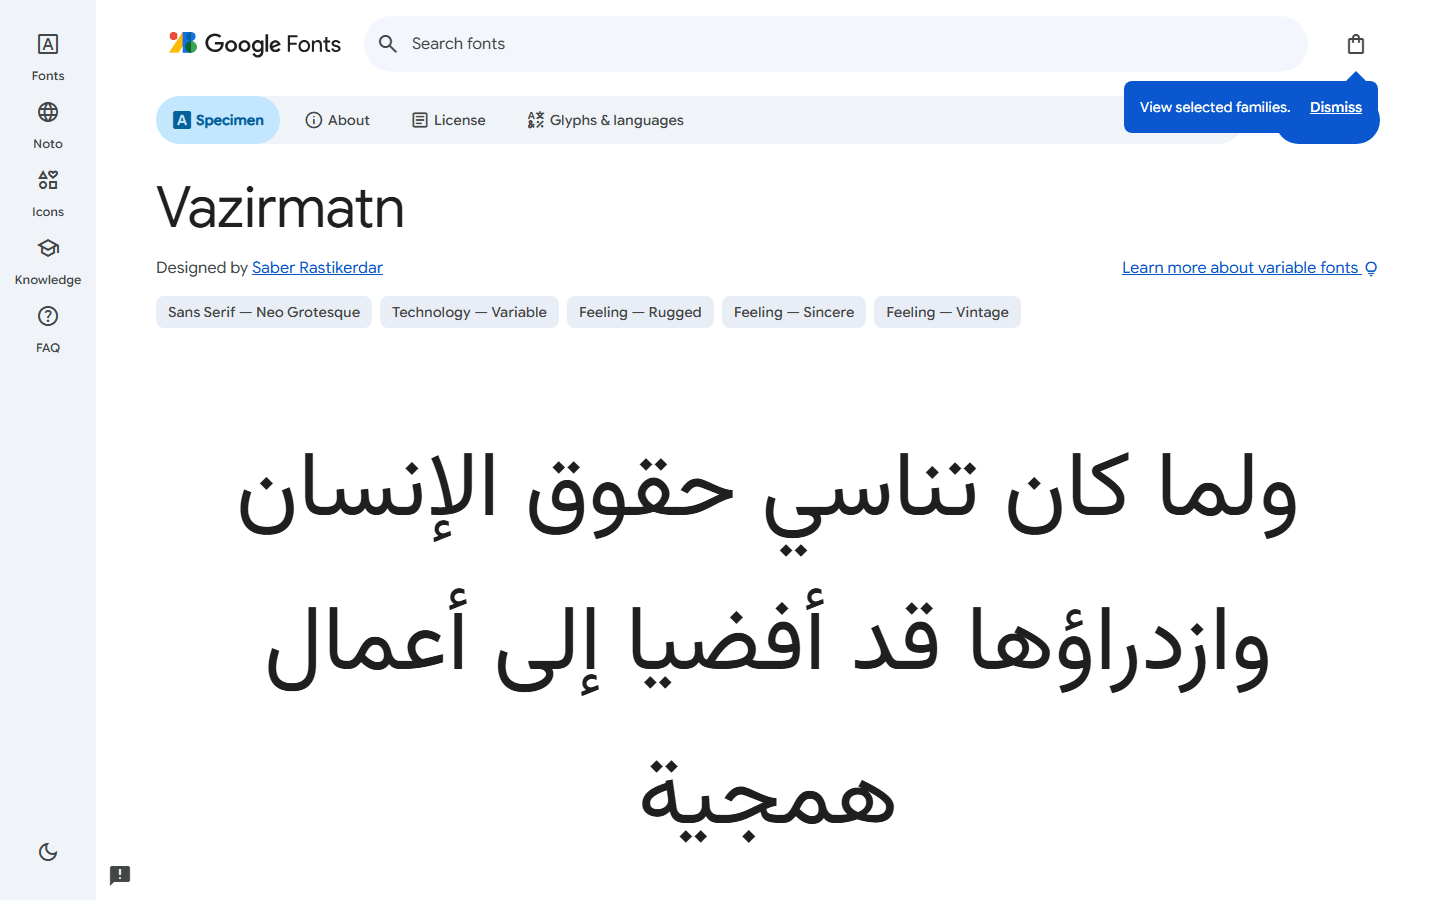 Fonts
Noto
Icons
Knowledge
FAQ
Google Fonts
Search fonts
View selected families. Dismiss
Specimen About License Glyphs & languages
Vazirmatn
Designed by Saber Rastikerdar
Learn more about variable fonts
Sans Serif — Neo Grotesque Technology — Variable Feeling — Rugged Feeling — Sincere Feeling — Vintage
ولما كان تناسي حقوق الإنسان
وازدراؤها قد أفضيا إلى أعمال
همجية